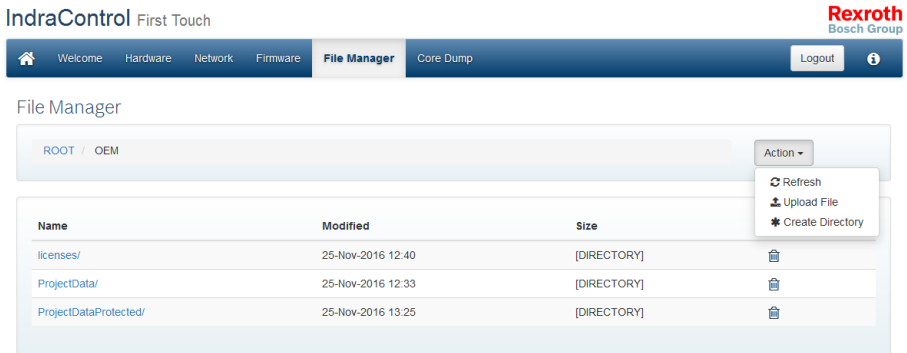 IndraControl First Touch
Rexroth
Bosch Group
Welcome Hardware Network Firmware File Manager Core Dump Logout
File Manager
ROOT / OEM Action
Refresh
Upload File
Create Directory
Name Modified Size
licenses/ 25-Nov-2016 12:40 [DIRECTORY]
ProjectData/ 25-Nov-2016 12:33 [DIRECTORY]
ProjectDataProtected/ 25-Nov-2016 13:25 [DIRECTORY]